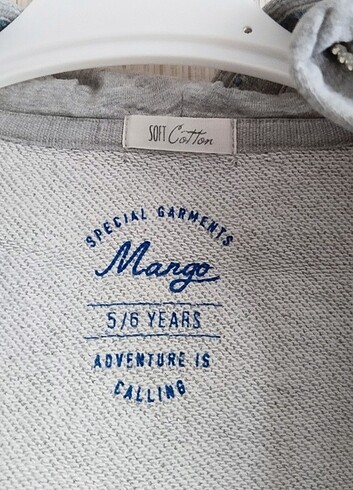 SOFT Cotton
SPECIAL GARMENTS
Mango
5/6 YEARS
ADVENTURE IS
CALLING